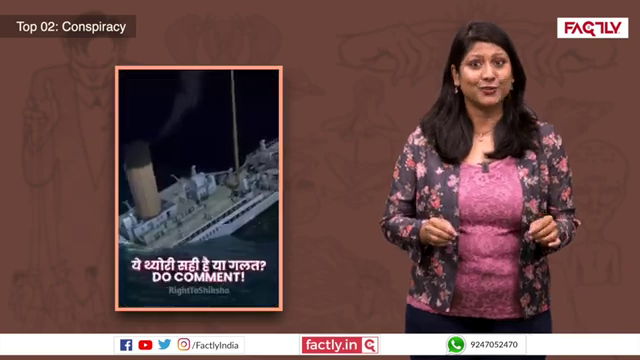 Top 02: Conspiracy
FACTLY
ये थ्योरी सही है या गलत?
DO COMMENT!
RightToShiksha
/FactlyIndia
factly.in
9247052470